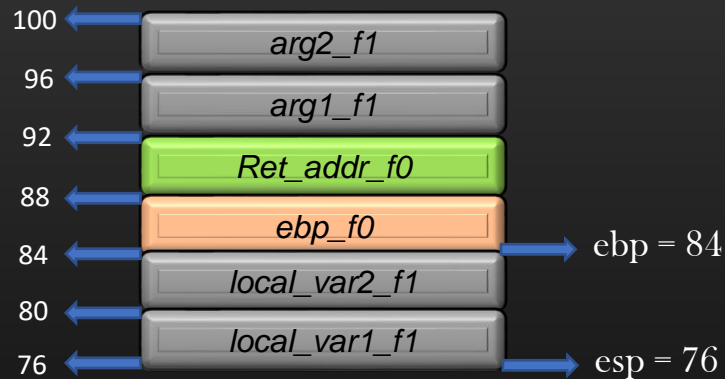 100
arg2_f1
96
arg1_f1
92
Ret_addr_f0
88
ebp_f0
84
ebp = 84
local_var2_f1
80
local_var1_f1
76
esp = 76